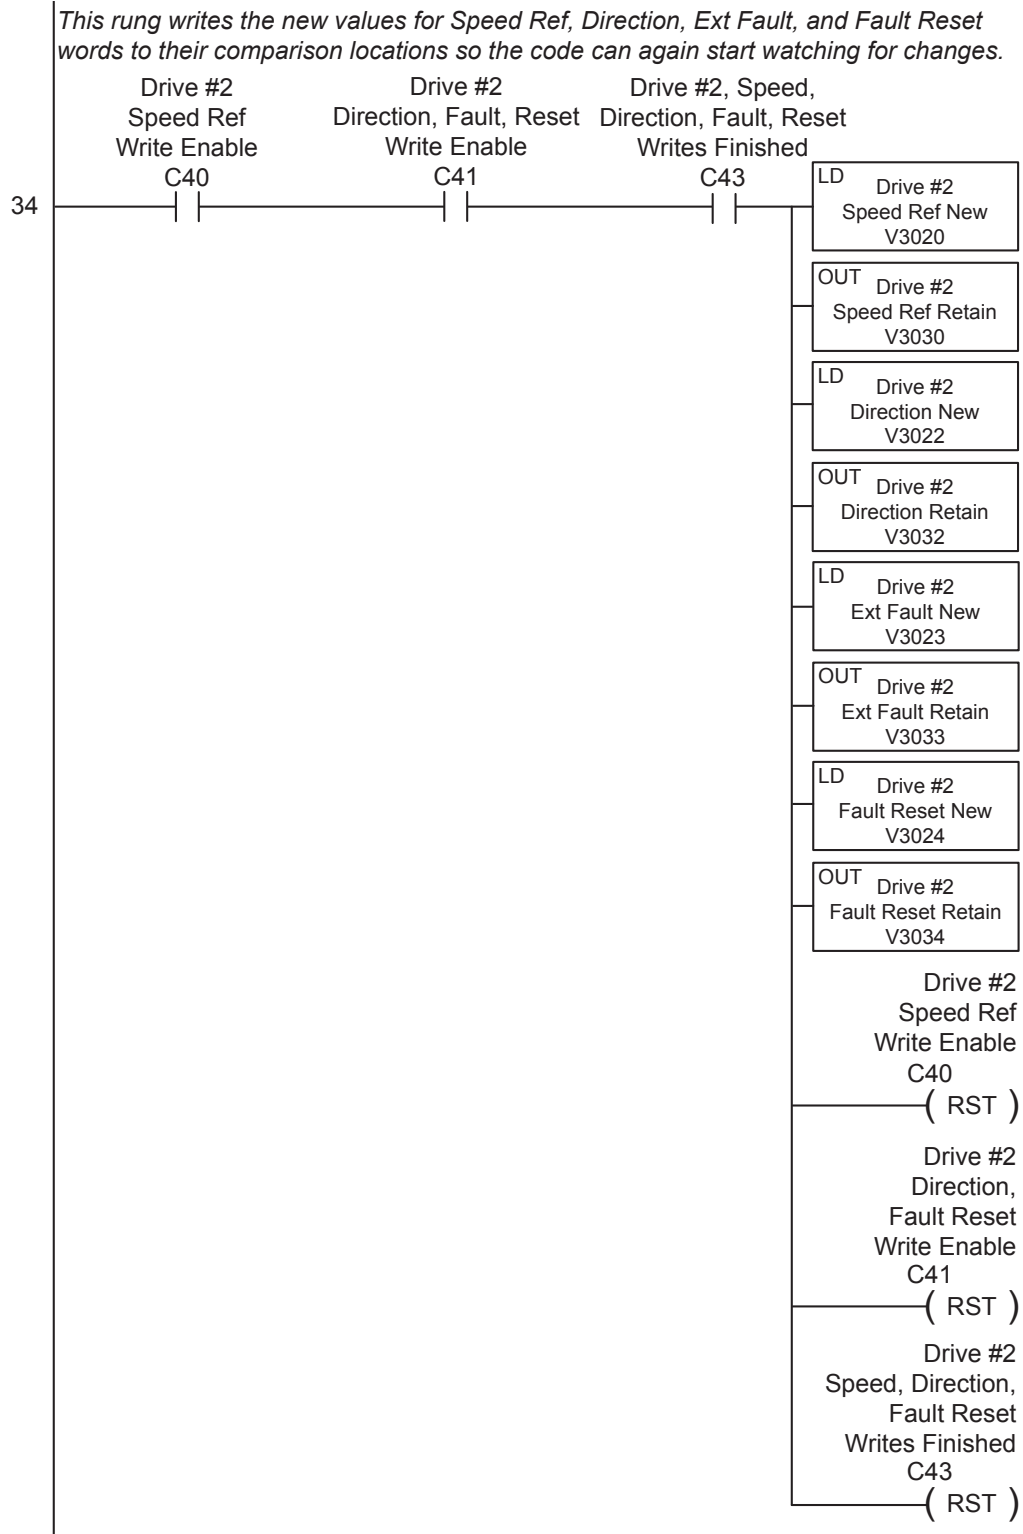 This rung writes the new values for Speed Ref, Direction, Ext Fault, and Fault Reset
words to their comparison locations so the code can again start watching for changes.
Drive #2
Speed Ref
Write Enable
C40
Drive #2
Direction, Fault, Reset
Write Enable
C41
Drive #2, Speed,
Direction, Fault, Reset
Writes Finished
C43
34
LD
Drive #2
Speed Ref New
V3020
OUT
Drive #2
Speed Ref Retain
V3030
LD
Drive #2
Direction New
V3022
OUT
Drive #2
Direction Retain
V3032
LD
Drive #2
Ext Fault New
V3023
OUT
Drive #2
Ext Fault Retain
V3033
LD
Drive #2
Fault Reset New
V3024
OUT
Drive #2
Fault Reset Retain
V3034
Drive #2
Speed Ref
Write Enable
C40
( RST )
Drive #2
Direction,
Fault Reset
Write Enable
C41
( RST )
Drive #2
Speed, Direction,
Fault Reset
Writes Finished
C43
( RST )